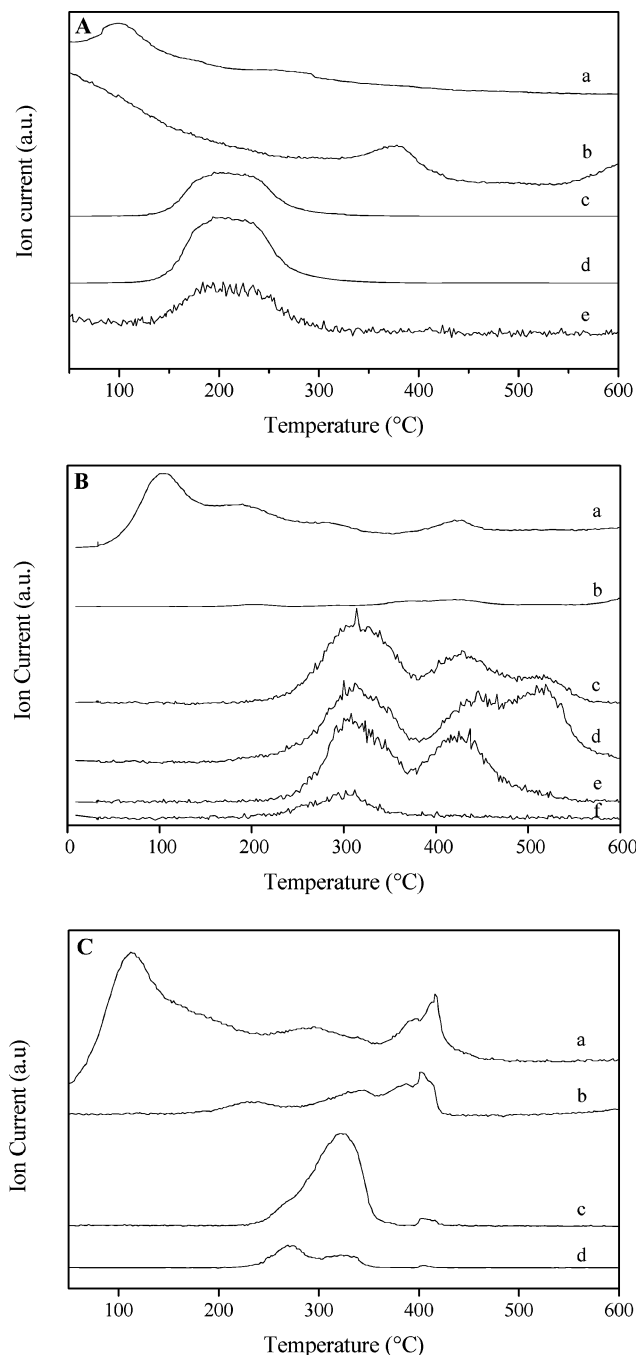 A
a
b
c
d
e
Ion current (a.u.)
100 200 300 400 500 600
Temperature (°C)
B
a
b
c
d
e
f
Ion Current (a.u.)
0 100 200 300 400 500 600
Temperature (°C)
C
a
b
c
d
Ion Current (a.u)
100 200 300 400 500 600
Temperature (°C)